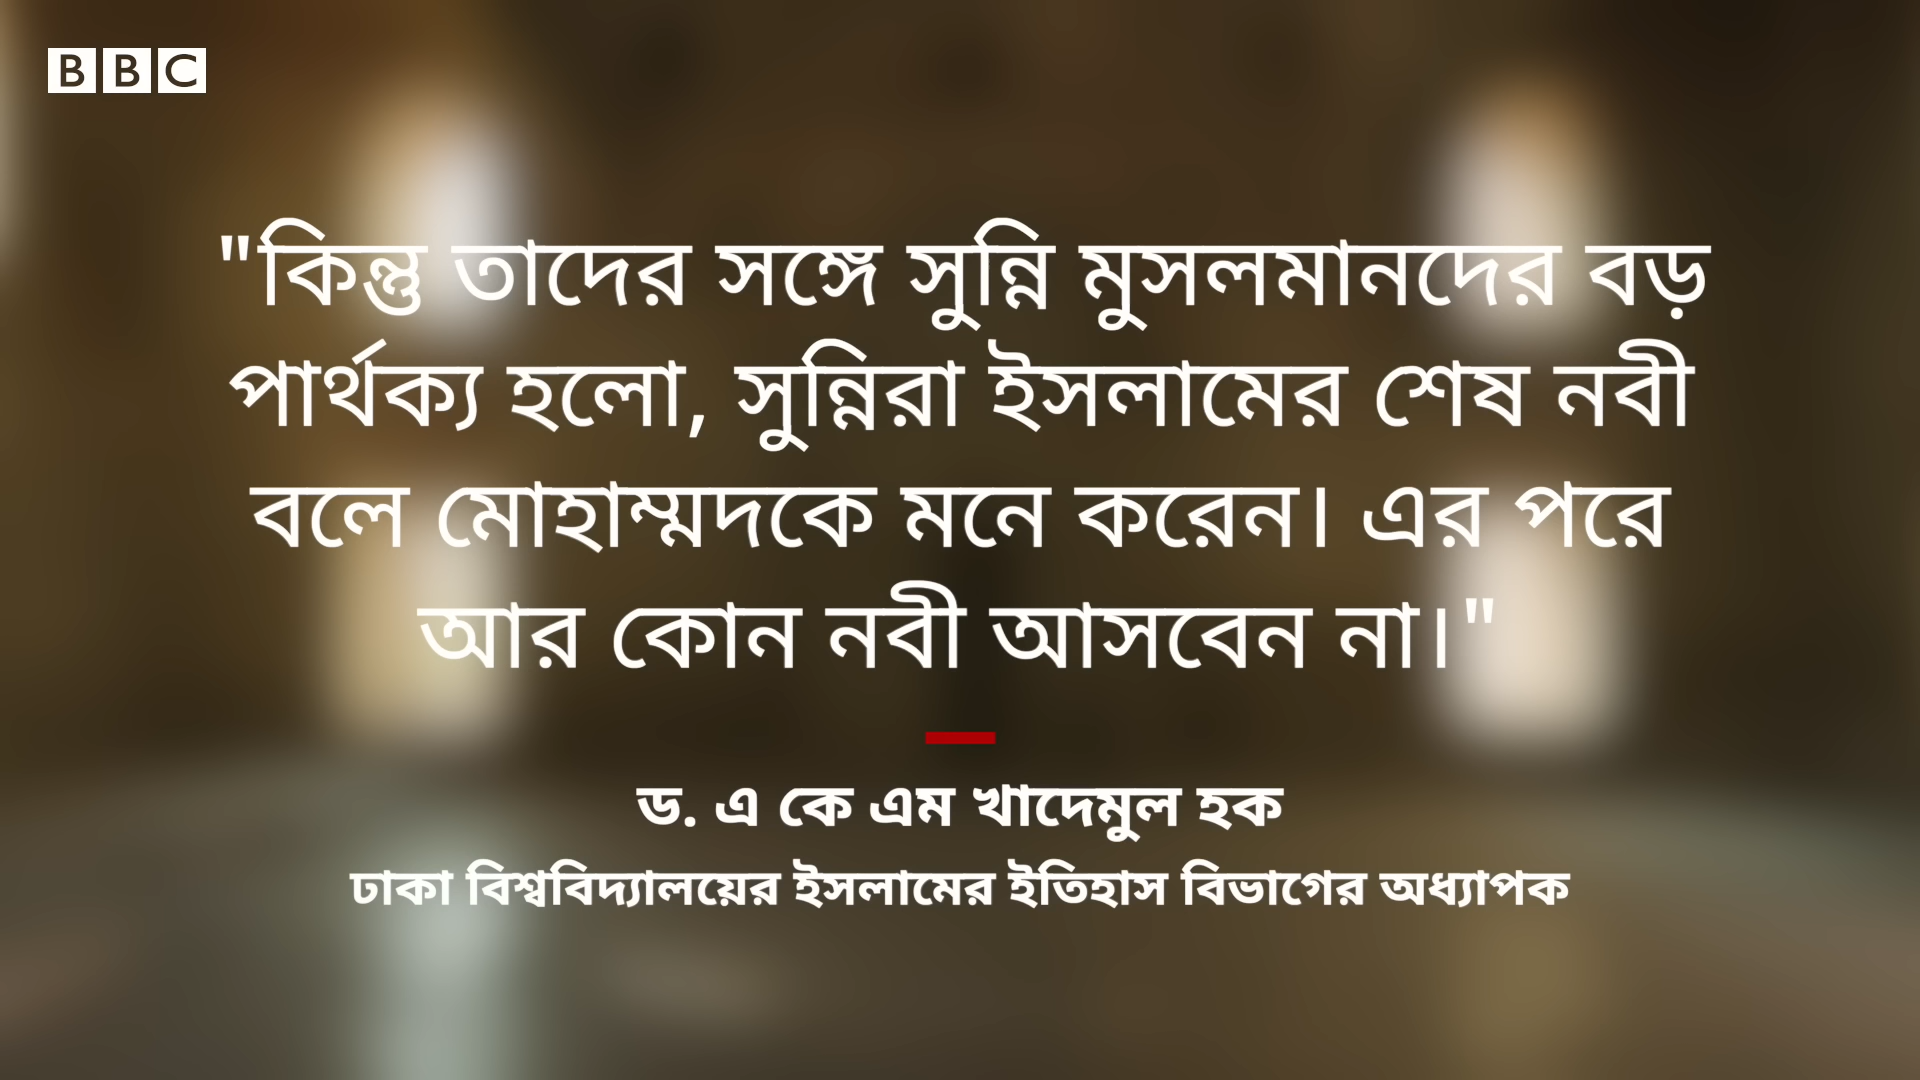 BBC
"কিন্তু তাদের সঙ্গে সুন্নি মুসলমানদের বড়
পার্থক্য হলো, সুন্নিরা ইসলামের শেষ নবী
বলে মোহাম্মদকে মনে করেন। এর পরে
আর কোন নবী আসবেন না।"
ড. এ কে এম খাদেমুল হক
ঢাকা বিশ্ববিদ্যালয়ের ইসলামের ইতিহাস বিভাগের অধ্যাপক